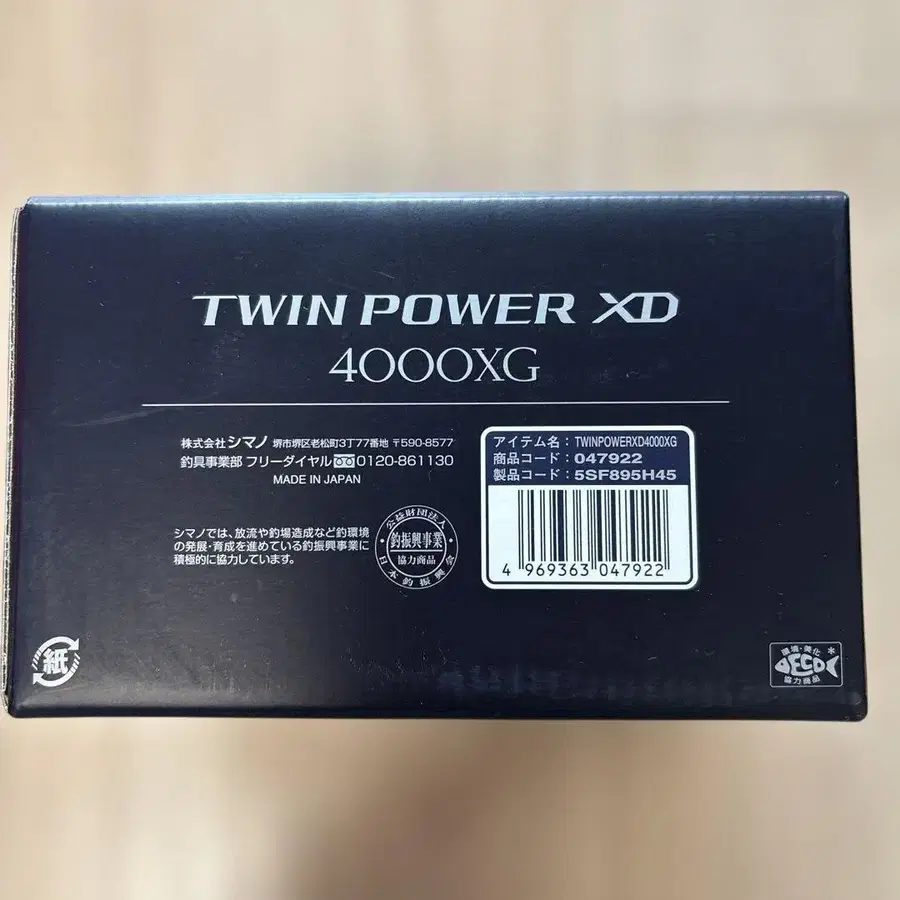 TWIN POWER XD
4000XG
株式会社シマノ 堺市堺区老松町3丁77番地 〒590-8577
釣具事業部 フリーダイヤル 0120-861130
MADE IN JAPAN
シマノでは、放流や釣場造成など釣環境
の発展・育成を進めている釣振興事業に
積極的に協力しています。
公益財団法人
釣振興事業
協力商品
日本釣振興会
アイテム名：TWINPOWERXD4000XG
商品コード：047922
製品コード：5SF895H45
4 969363 047922
紙
環境・美化
ECO
協力商品